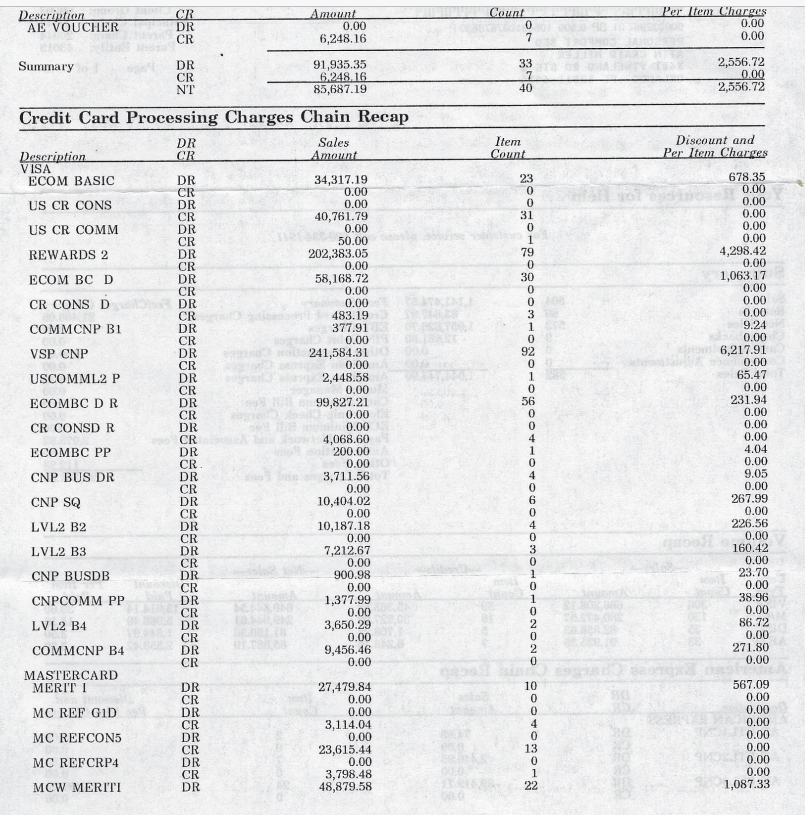 Description CR Amount Count Per Item Charges
AE VOUCHER DR 0.00 0 0.00
CR 6,248.16 7 0.00
Summary DR 91,935.35 33 2,556.72
CR 6,248.16 7 0.00
NT 85,687.19 40 2,556.72
Credit Card Processing Charges Chain Recap
DR Sales Item Discount and
Description CR Amount Count Per Item Charges
VISA
ECOM BASIC DR 34,317.19 23 678.35
CR 0.00 0 0.00
US CR CONS DR 0.00 0 0.00
CR 40,761.79 31 0.00
US CR COMM DR 0.00 0 0.00
CR 50.00 1 0.00
REWARDS 2 DR 202,383.05 79 4,298.42
CR 0.00 0 0.00
ECOM BC D DR 58,168.72 30 1,063.17
CR 0.00 0 0.00
CR CONS D DR 0.00 0 0.00
CR 483.19 3 0.00
COMMCNP B1 DR 377.91 1 9.24
CR 0.00 0 0.00
VSP CNP DR 241,584.31 92 6,217.91
CR 0.00 0 0.00
USCOMML2 P DR 2,448.58 1 65.47
CR 0.00 0 0.00
ECOMBC D R DR 99,827.21 56 231.94
CR 0.00 0 0.00
CR CONSD R DR 0.00 0 0.00
CR 4,068.60 4 0.00
ECOMBC PP DR 200.00 1 4.04
CR 0.00 0 0.00
CNP BUS DR DR 3,711.56 4 9.05
CR 0.00 0 0.00
CNP SQ DR 10,404.02 6 267.99
CR 0.00 0 0.00
LVL2 B2 DR 10,187.18 4 226.56
CR 0.00 0 0.00
LVL2 B3 DR 7,212.67 3 160.42
CR 0.00 0 0.00
CNP BUSDB DR 900.98 1 23.70
CR 0.00 0 0.00
CNPCOMM PP DR 1,377.99 1 38.96
CR 0.00 0 0.00
LVL2 B4 DR 3,650.29 2 86.72
CR 0.00 0 0.00
COMMCNP B4 DR 9,456.46 2 271.80
CR 0.00 0 0.00
MASTERCARD
MERIT I DR 27,479.84 10 567.09
CR 0.00 0 0.00
MC REF G1D DR 0.00 0 0.00
CR 3,114.04 4 0.00
MC REFCON5 DR 0.00 0 0.00
CR 23,615.44 13 0.00
MC REFCRP4 DR 0.00 0 0.00
CR 3,798.48 1 0.00
MCW MERITI DR 48,879.58 22 1,087.33